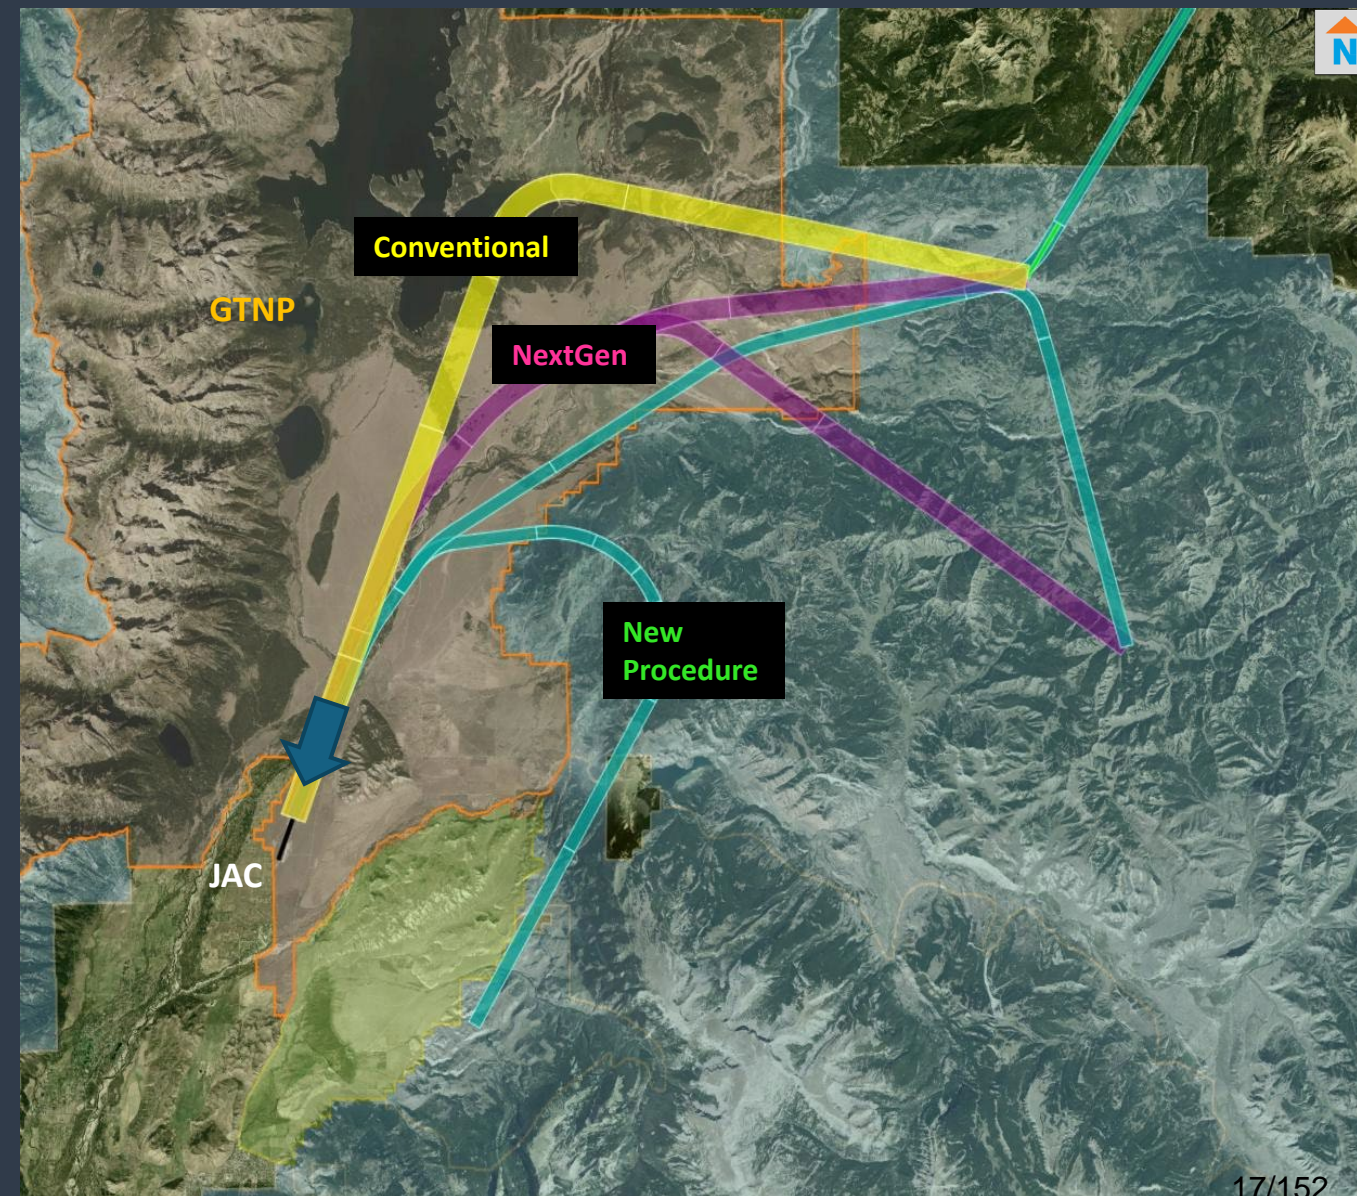 N
Conventional
GTNP
NextGen
New
Procedure
JAC
17/152